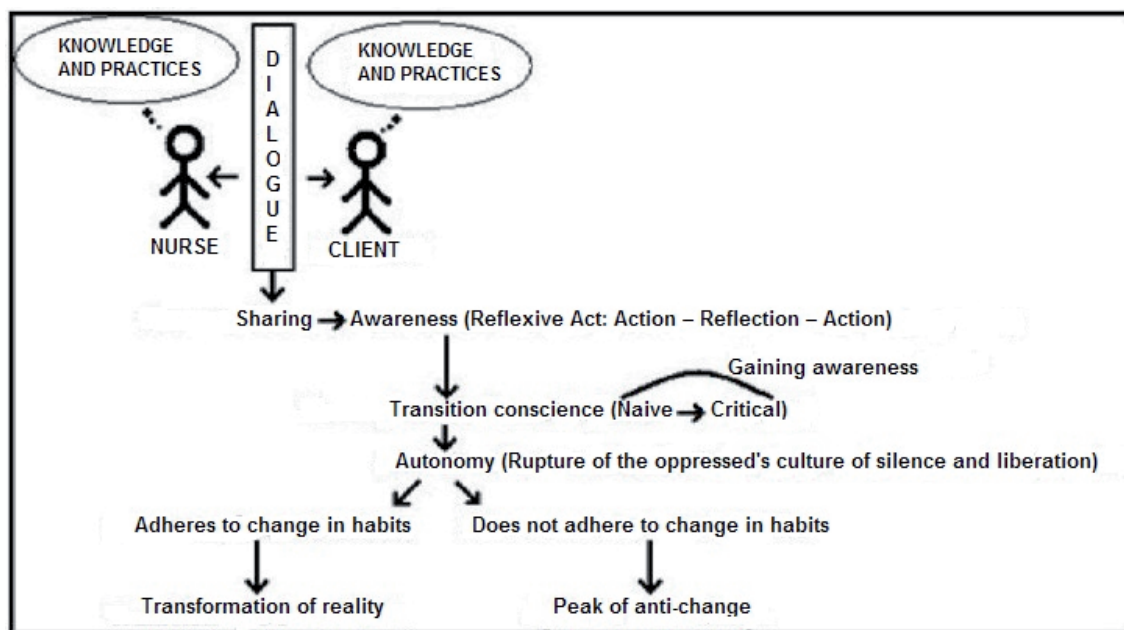 KNOWLEDGE
AND PRACTICES
DIALOGUE
KNOWLEDGE
AND PRACTICES
NURSE
CLIENT
Sharing Awareness (Reflexive Act: Action – Reflection – Action)
Gaining awareness
Transition conscience (Naive Critical)
Autonomy (Rupture of the oppressed's culture of silence and liberation)
Adheres to change in habits
Does not adhere to change in habits
Transformation of reality
Peak of anti-change